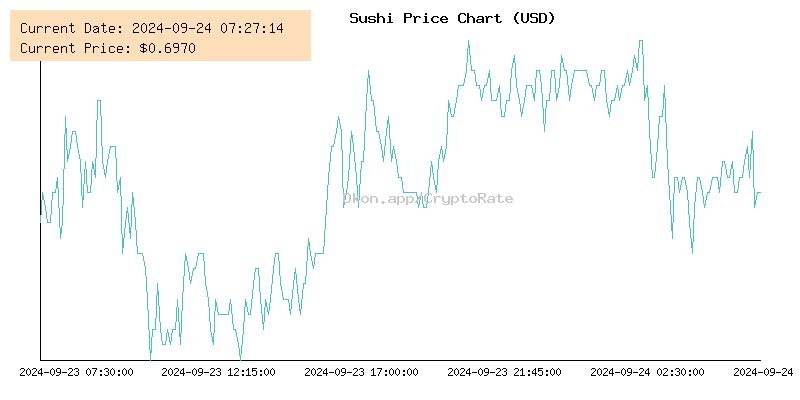 Sushi Price Chart (USD)
Current Date: 2024-09-24 07:27:14
Current Price: $0.6970
Dkon.app/CryptoRate
2024-09-23 07:30:00 2024-09-23 12:15:00 2024-09-23 17:00:00 2024-09-23 21:45:00 2024-09-24 02:30:00 2024-09-24